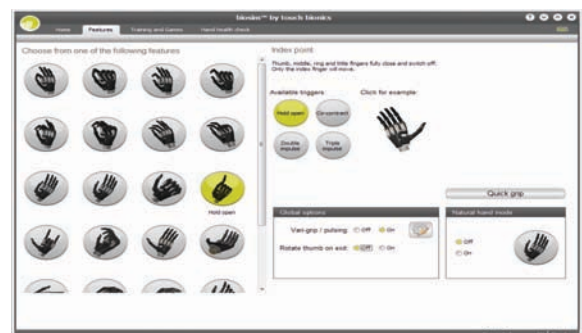 biosim™ by touch bionics
Home
Features
Training and Games
Hand health check
Choose from one of the following features
Index point
Thumb, middle, ring and little fingers fully close and switch off.
Only the index finger will move.
Available triggers
Click for example:
Hold open
Co-contract
Double impulse
Triple impulse
Hold open
Quick grip
Global options
Vari-grip / pulsing
Off
On
Rotate thumb on exit:
Off
On
Natural hand mode
Off
On